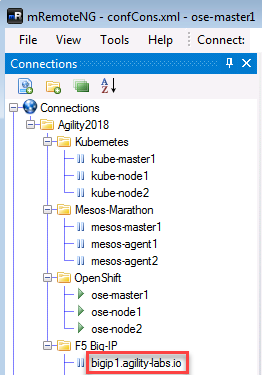 mRemoteNG - confCons.xml - ose-master1
File View Tools Help Connect:
Connections
Connections
Agility2018
Kubernetes
kube-master1
kube-node1
kube-node2
Mesos-Marathon
mesos-master1
mesos-agent1
mesos-agent2
OpenShift
ose-master1
ose-node1
ose-node2
F5 Big-IP
bigip1.agility-labs.io